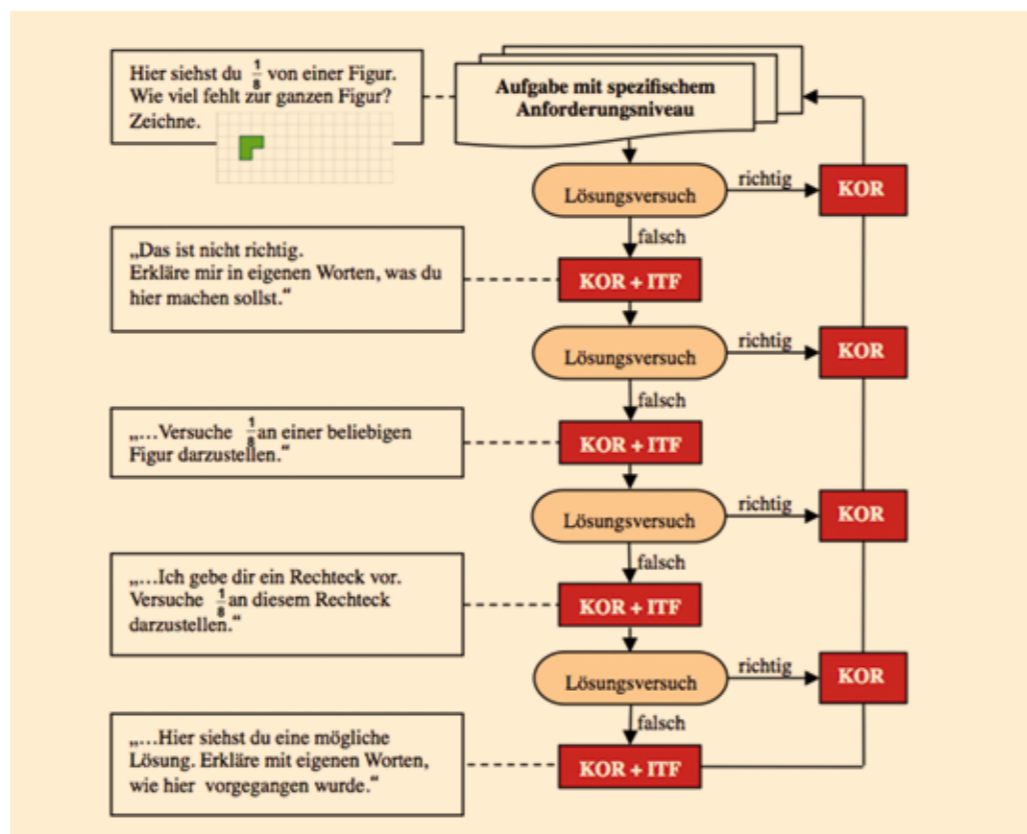 Hier siehst du 1/8 von einer Figur.
Wie viel fehlt zur ganzen Figur?
Zeichne.
Aufgabe mit spezifischem
Anforderungsniveau
Lösungsversuch
richtig
KOR
falsch
„Das ist nicht richtig.
Erkläre mir in eigenen Worten, was du
hier machen sollst.“
KOR + ITF
Lösungsversuch
richtig
KOR
falsch
„…Versuche 1/8 an einer beliebigen
Figur darzustellen.“
KOR + ITF
Lösungsversuch
richtig
KOR
falsch
„…Ich gebe dir ein Rechteck vor.
Versuche 1/8 an diesem Rechteck
darzustellen.“
KOR + ITF
Lösungsversuch
richtig
KOR
falsch
„…Hier siehst du eine mögliche
Lösung. Erkläre mit eigenen Worten,
wie hier vorgegangen wurde.“
KOR + ITF